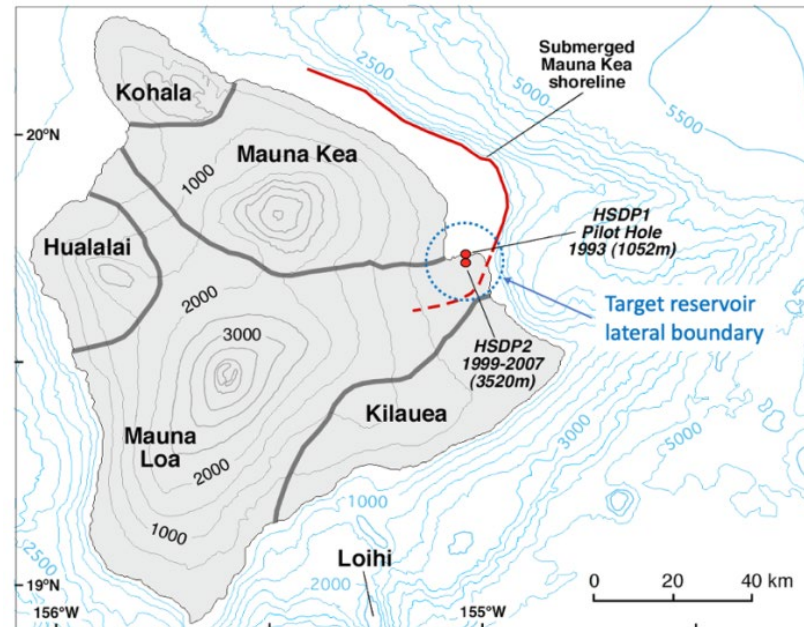 2500
5000
Submerged
Mauna Kea
shoreline
Kohala
5500
20°N
Mauna Kea
1000
HSDP1
Pilot Hole
1993 (1052m)
Hualalai
2000
Target reservoir
lateral boundary
3000
HSDP2
1999-2007
(3520m)
Kilauea
3000
Mauna
Loa
2000
5000
1000
1000
2500
Loihi
2000
0 20 40 km
19°N
156°W
155°W